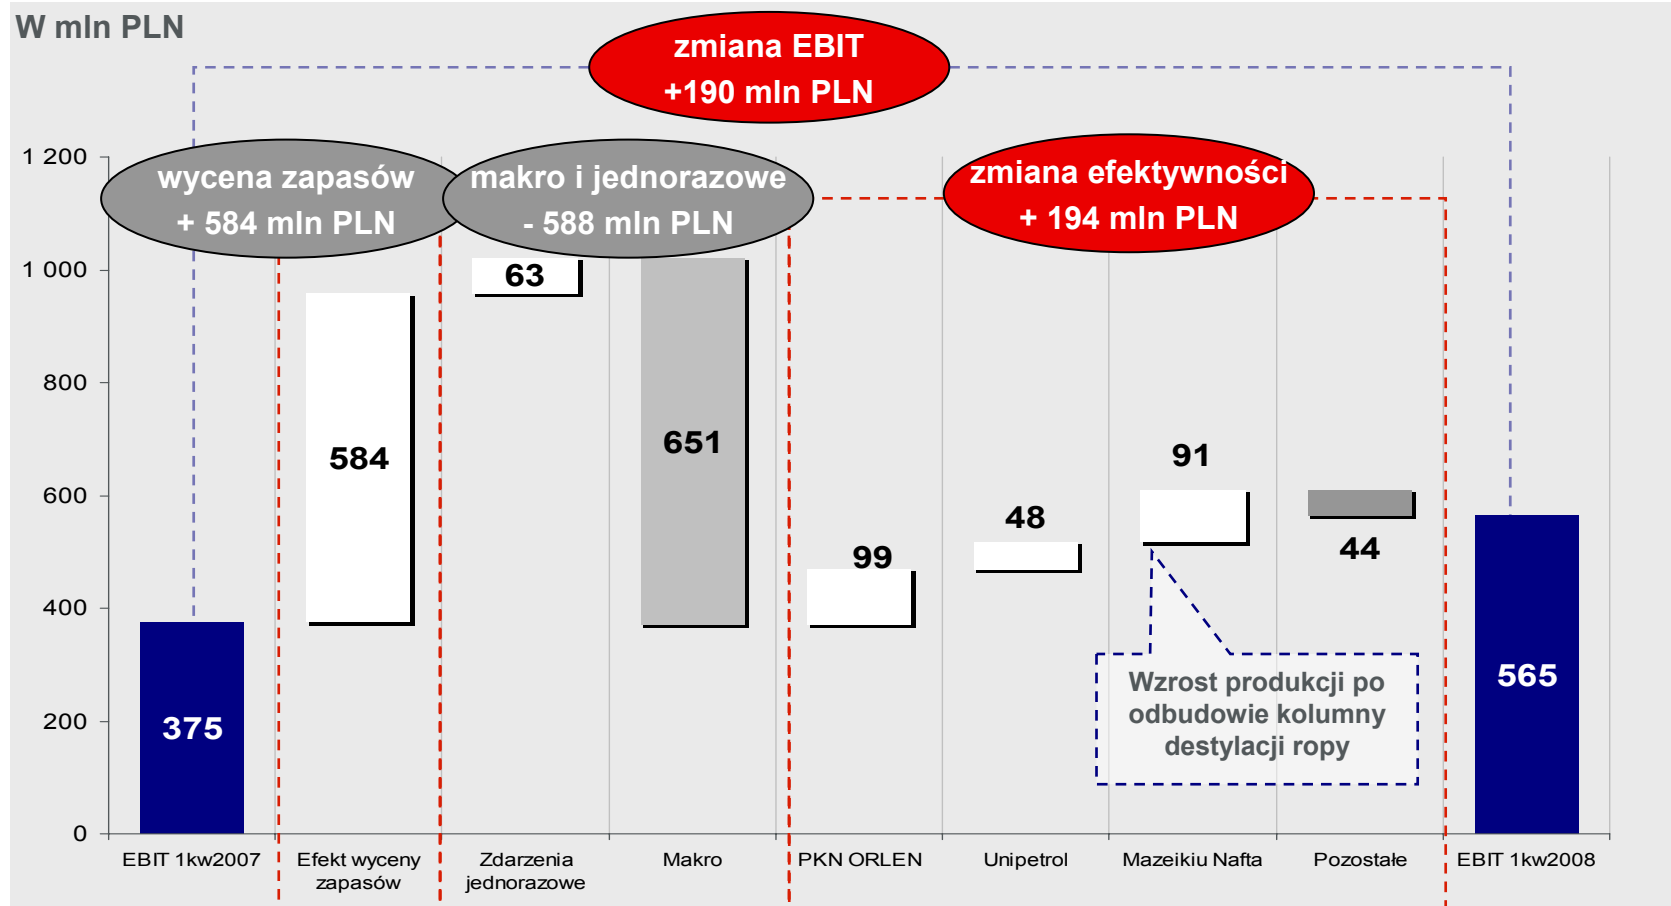 W mln PLN
zmiana EBIT
+190 mln PLN
wycena zapasów
+ 584 mln PLN
makro i jednorazowe
- 588 mln PLN
zmiana efektywności
+ 194 mln PLN
1 200
1 000
800
600
400
200
0
375
584
63
651
99
48
91
44
565
Wzrost produkcji po
odbudowie kolumny
destylacji ropy
EBIT 1kw2007
Efekt wyceny
zapasów
Zdarzenia
jednorazowe
Makro
PKN ORLEN
Unipetrol
Mazeikiu Nafta
Pozostałe
EBIT 1kw2008